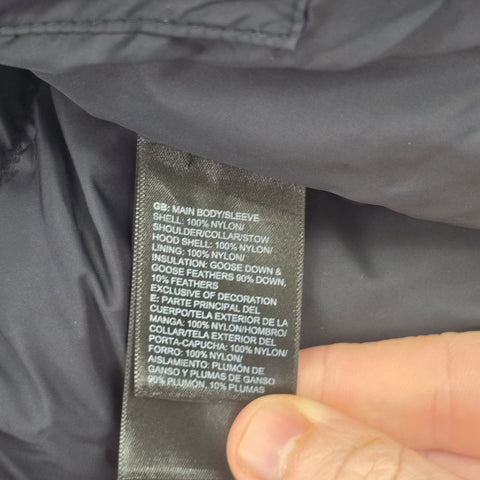 GB: MAIN BODY/SLEEVE
SHELL: 100% NYLON/
SHOULDER/COLLAR/STOW
HOOD SHELL: 100% NYLON/
LINING: 100% NYLON/
INSULATION: GOOSE DOWN &
GOOSE FEATHERS 90% DOWN,
10% FEATHERS
EXCLUSIVE OF DECORATION
E: PARTE PRINCIPAL DEL
CUERPO/TELA EXTERIOR DE LA
MANGA: 100% NYLON/HOMBRO/
COLLAR/TELA EXTERIOR DEL
PORTA-CAPUCHA: 100% NYLON/
FORRO: 100% NYLON/
AISLAMIENTO: PLUMÓN DE
GANSO Y PLUMAS DE GANSO
90% PLUMÓN, 10% PLUMAS